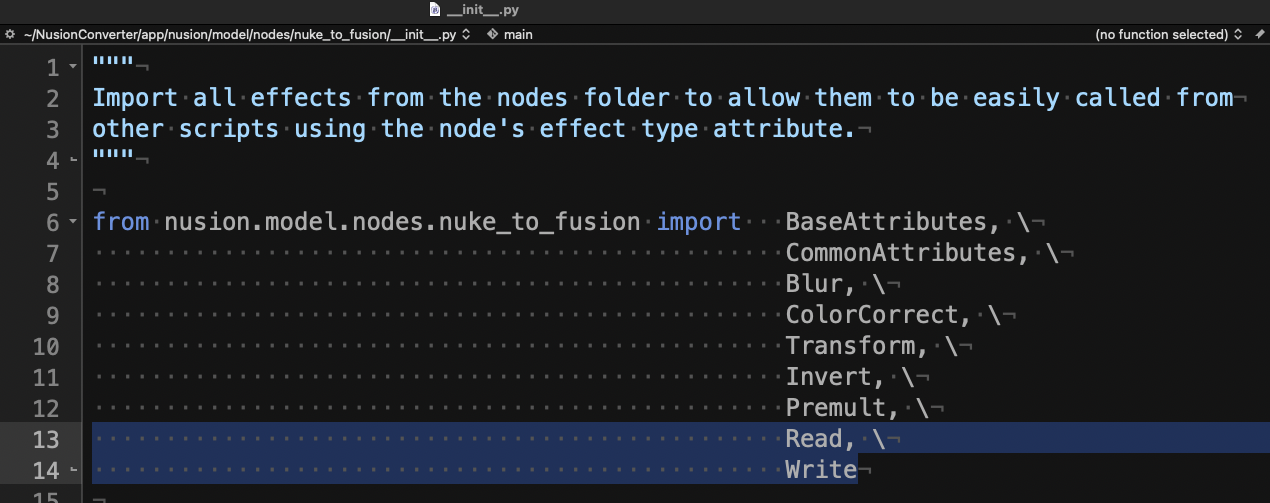 __init__.py
~/NusionConverter/app/nusion/model/nodes/nuke_to_fusion/__init__.py main (no function selected)
1 """
2 Import all effects from the nodes folder to allow them to be easily called from
3 other scripts using the node's effect type attribute.
4 """
5
6 from nusion.model.nodes.nuke_to_fusion import   BaseAttributes, \
7                                                 CommonAttributes, \
8                                                 Blur, \
9                                                 ColorCorrect, \
10                                                 Transform, \
11                                                 Invert, \
12                                                 Premult, \
13                                                 Read, \
14                                                 Write
15